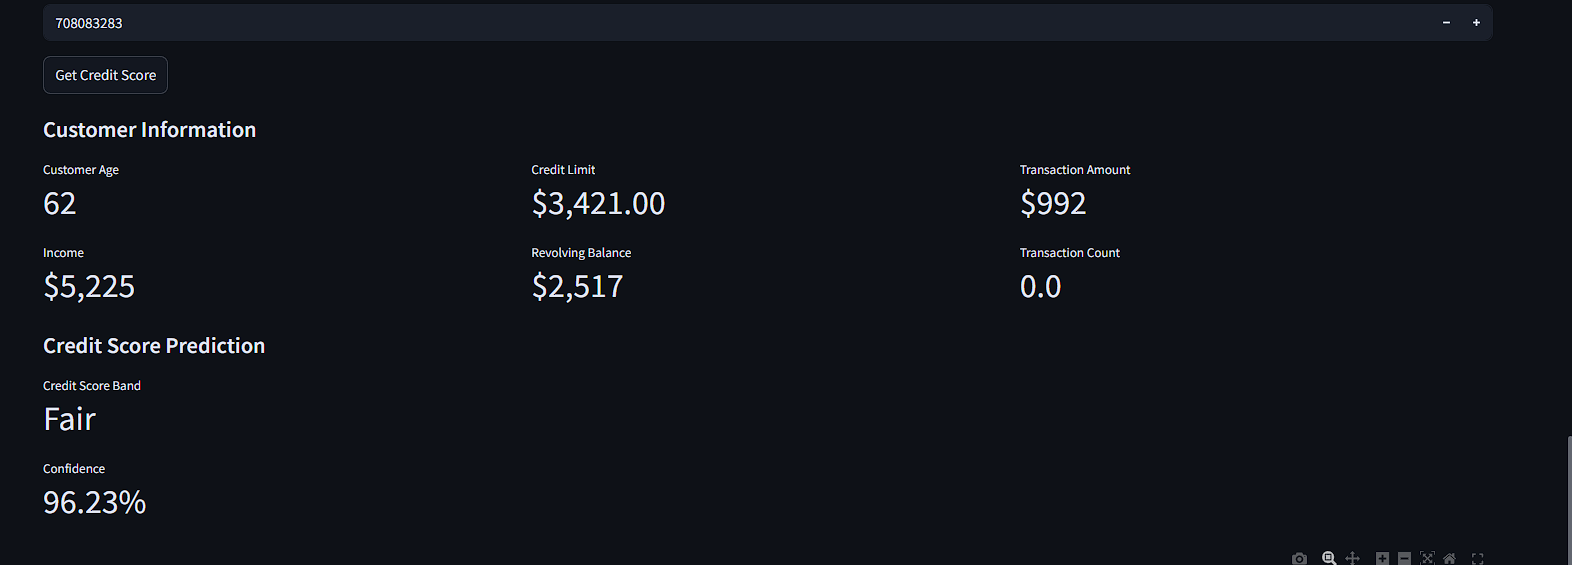 708083283
Get Credit Score
Customer Information
Customer Age
Credit Limit
Transaction Amount
62
$3,421.00
$992
Income
Revolving Balance
Transaction Count
$5,225
$2,517
0.0
Credit Score Prediction
Credit Score Band
Fair
Confidence
96.23%